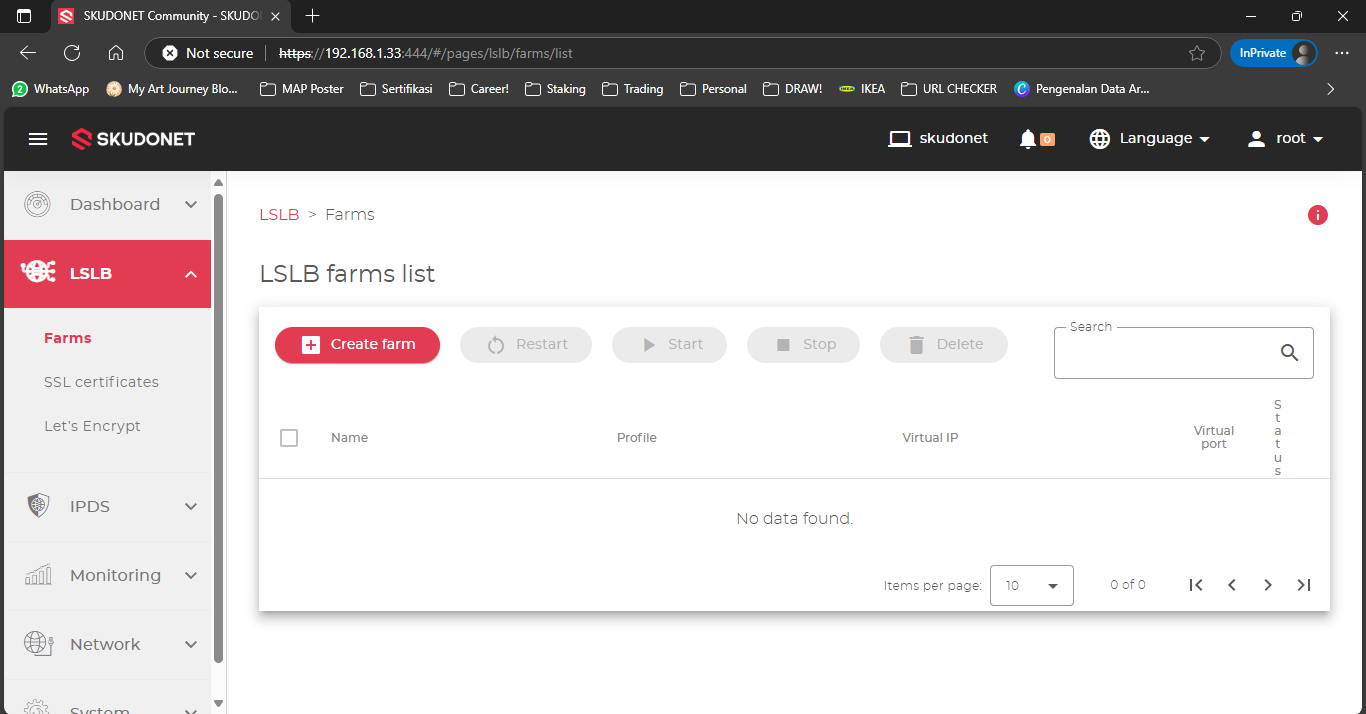 SKUDONET Community - SKUDO
Not secure
https://192.168.1.33:444/#/pages/lslb/farms/list
InPrivate
2 WhatsApp
My Art Journey Blo...
MAP Poster
Sertifikasi
Career!
Staking
Trading
Personal
DRAW!
IKEA
URL CHECKER
Pengenalan Data Ar...
SKUDONET
skudonet
0
Language
root
Dashboard
LSLB
Farms
SSL certificates
Let's Encrypt
IPDS
Monitoring
Network
System
LSLB > Farms
LSLB farms list
Create farm
Restart
Start
Stop
Delete
Search
Name
Profile
Virtual IP
Virtual
port
Status
No data found.
Items per page: 10
0 of 0